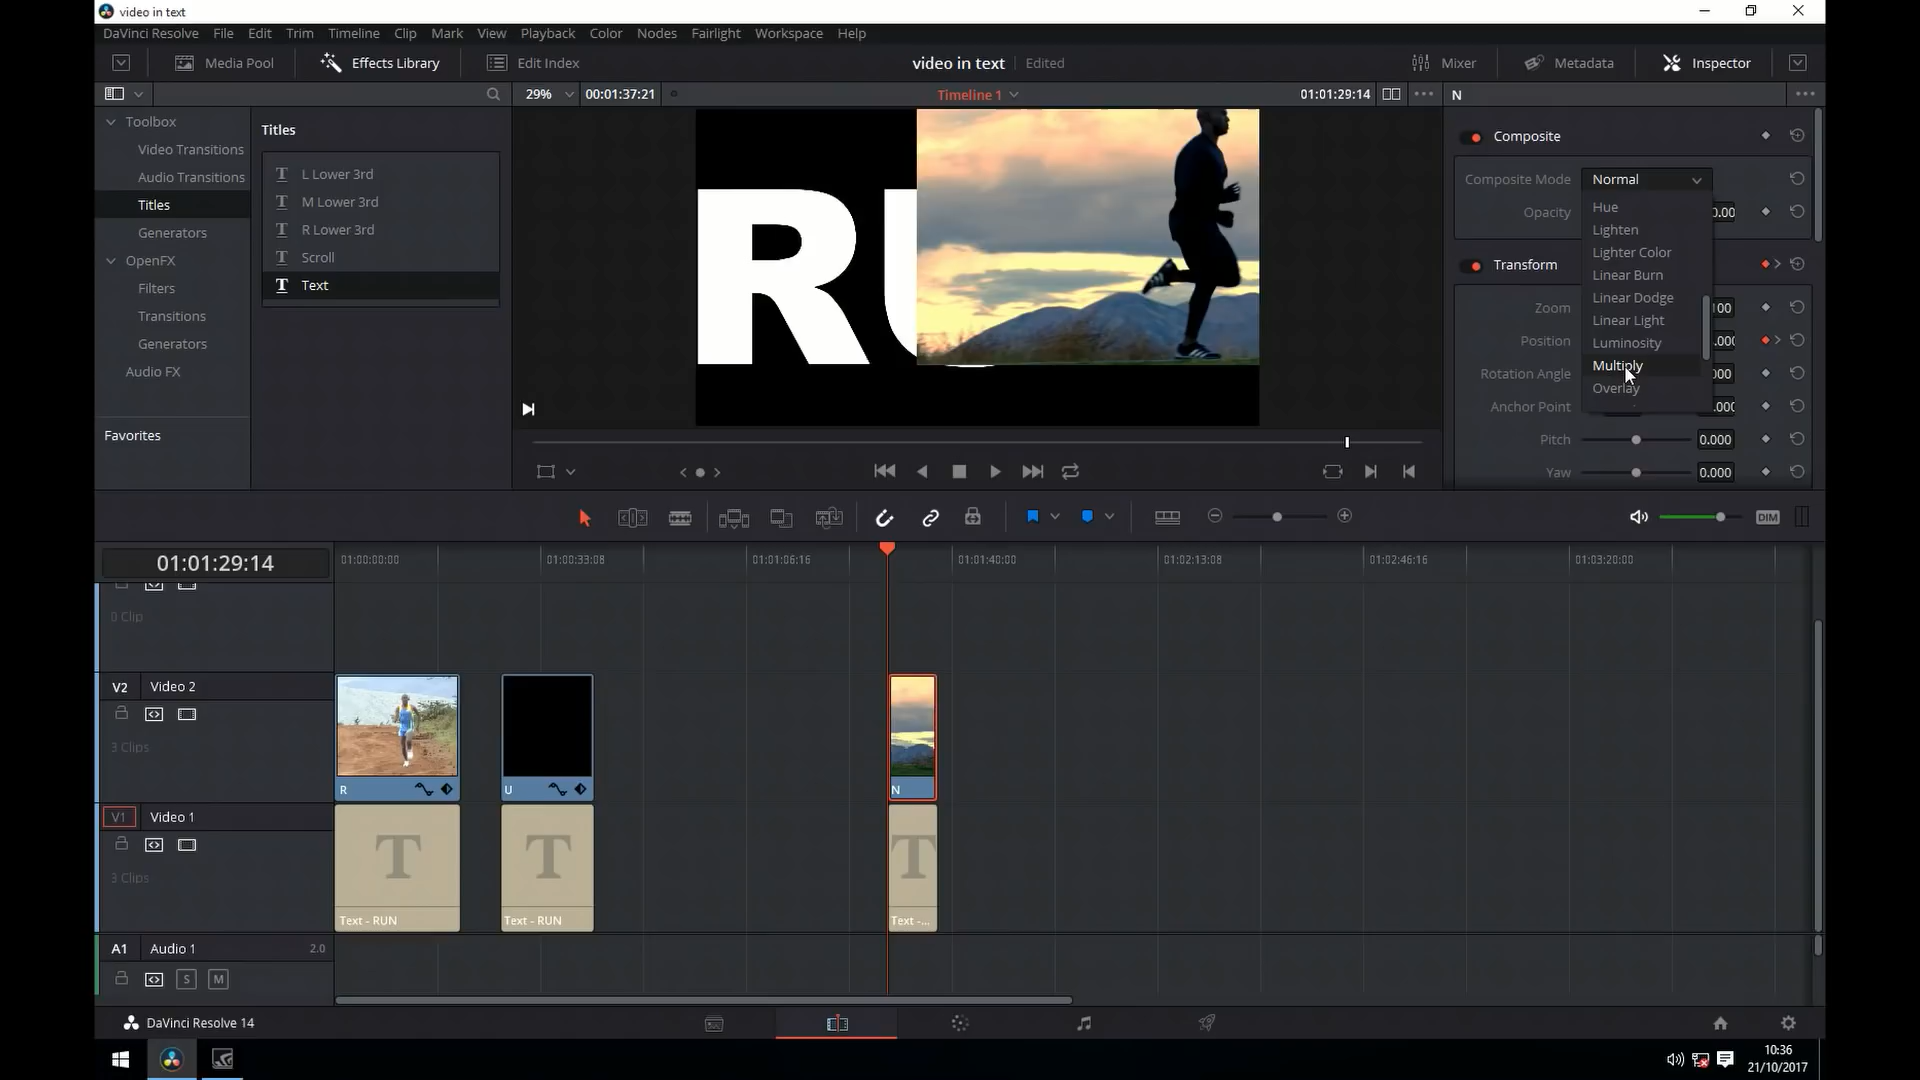 video in text
DaVinci Resolve File Edit Trim Timeline Clip Mark View Playback Color Nodes Fairlight Workspace Help
Media Pool Effects Library Edit Index video in text Edited Mixer Metadata Inspector
29% 00:01:37:21 Timeline 1 01:01:29:14 N
Toolbox
Video Transitions
Audio Transitions
Titles
Generators
OpenFX
Filters
Transitions
Generators
Audio FX
Favorites
Titles
T L Lower 3rd
T M Lower 3rd
T R Lower 3rd
T Scroll
T Text
RU
Composite
Composite Mode Normal
Opacity 0.00
Hue
Lighten
Lighter Color
Linear Burn
Linear Dodge
Linear Light
Luminosity
Multiply
Overlay
Transform
Zoom 100
Position .000
Rotation Angle 000
Anchor Point .000
Pitch 0.000
Yaw 0.000
DIM
01:01:29:14 01:00:00:00 01:00:33:08 01:01:06:16 01:01:40:00 01:02:13:08 01:02:46:16 01:03:20:00
0 Clip
V2 Video 2
3 Clips
R U N
V1 Video 1
3 Clips
T T T
Text - RUN Text - RUN Text -...
A1 Audio 1 2.0
S M
DaVinci Resolve 14
10:36
21/10/2017